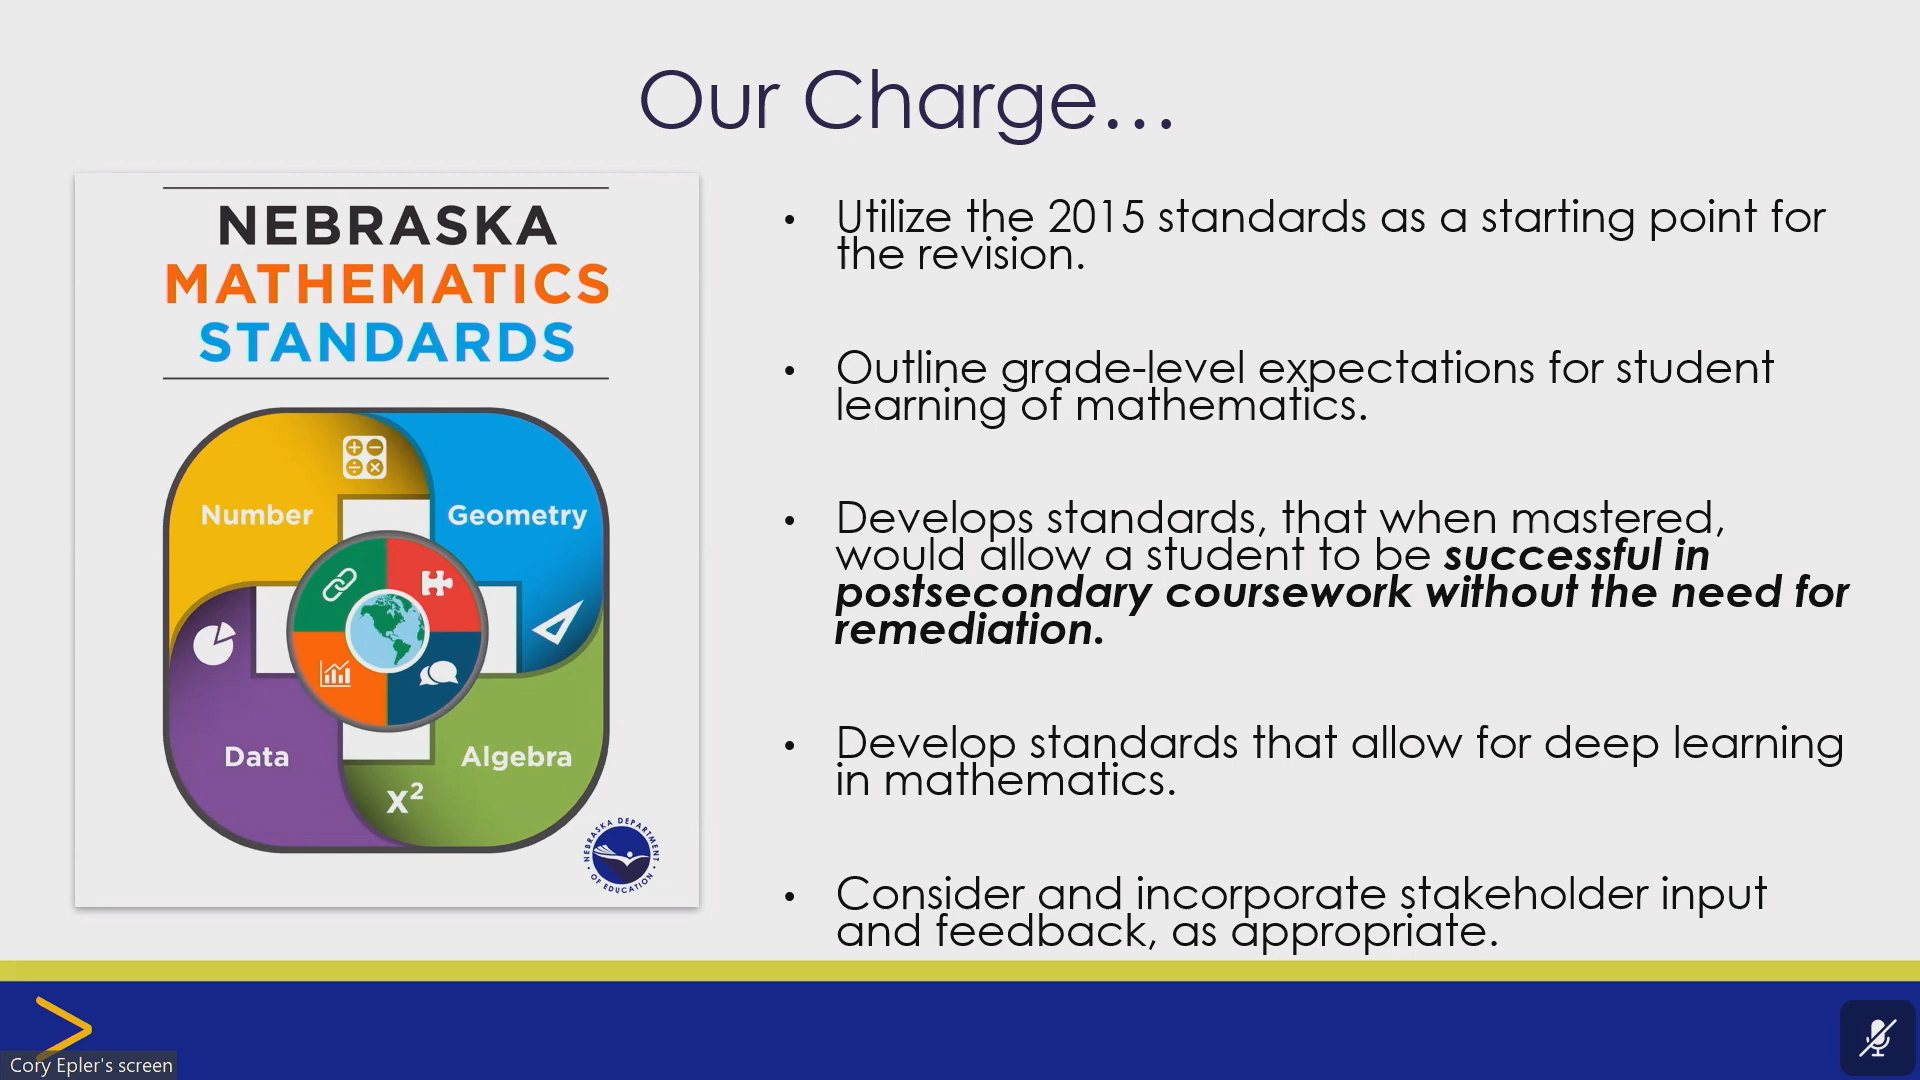 Our Charge...
NEBRASKA
MATHEMATICS
STANDARDS
Number
Geometry
Data
Algebra
x²
NEBRASKA DEPARTMENT
OF EDUCATION
• Utilize the 2015 standards as a starting point for
the revision.
• Outline grade-level expectations for student
learning of mathematics.
• Develops standards, that when mastered,
would allow a student to be successful in
postsecondary coursework without the need for
remediation.
• Develop standards that allow for deep learning
in mathematics.
• Consider and incorporate stakeholder input
and feedback, as appropriate.
Cory Epler's screen